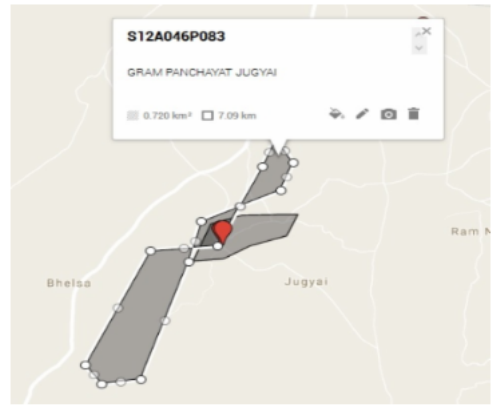 S12A046P083
GRAM PANCHAYAT JUGYAI
0.720 km² 7.09 km
Ram N
Bhelsa
Jugyai